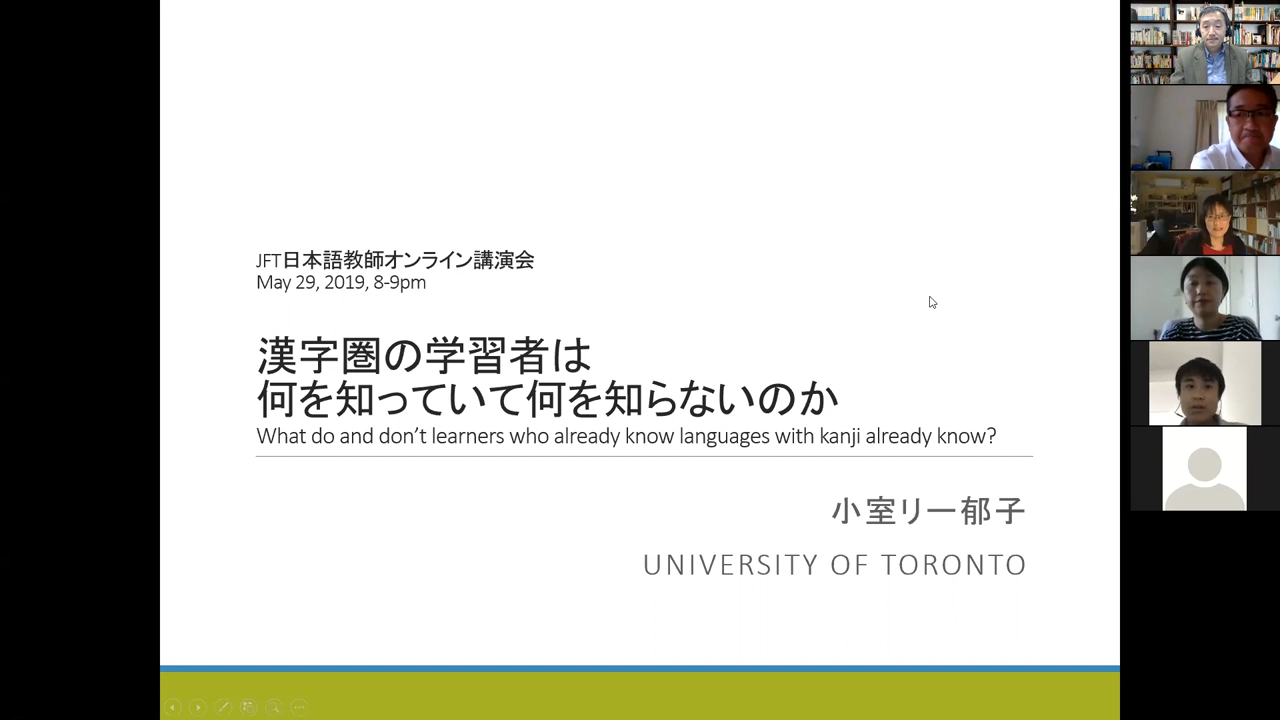 JFT日本語教師オンライン講演会
May 29, 2019, 8-9pm
漢字圏の学習者は
何を知っていて何を知らないのか
What do and don't learners who already know languages with kanji already know?
小室リー郁子
UNIVERSITY OF TORONTO